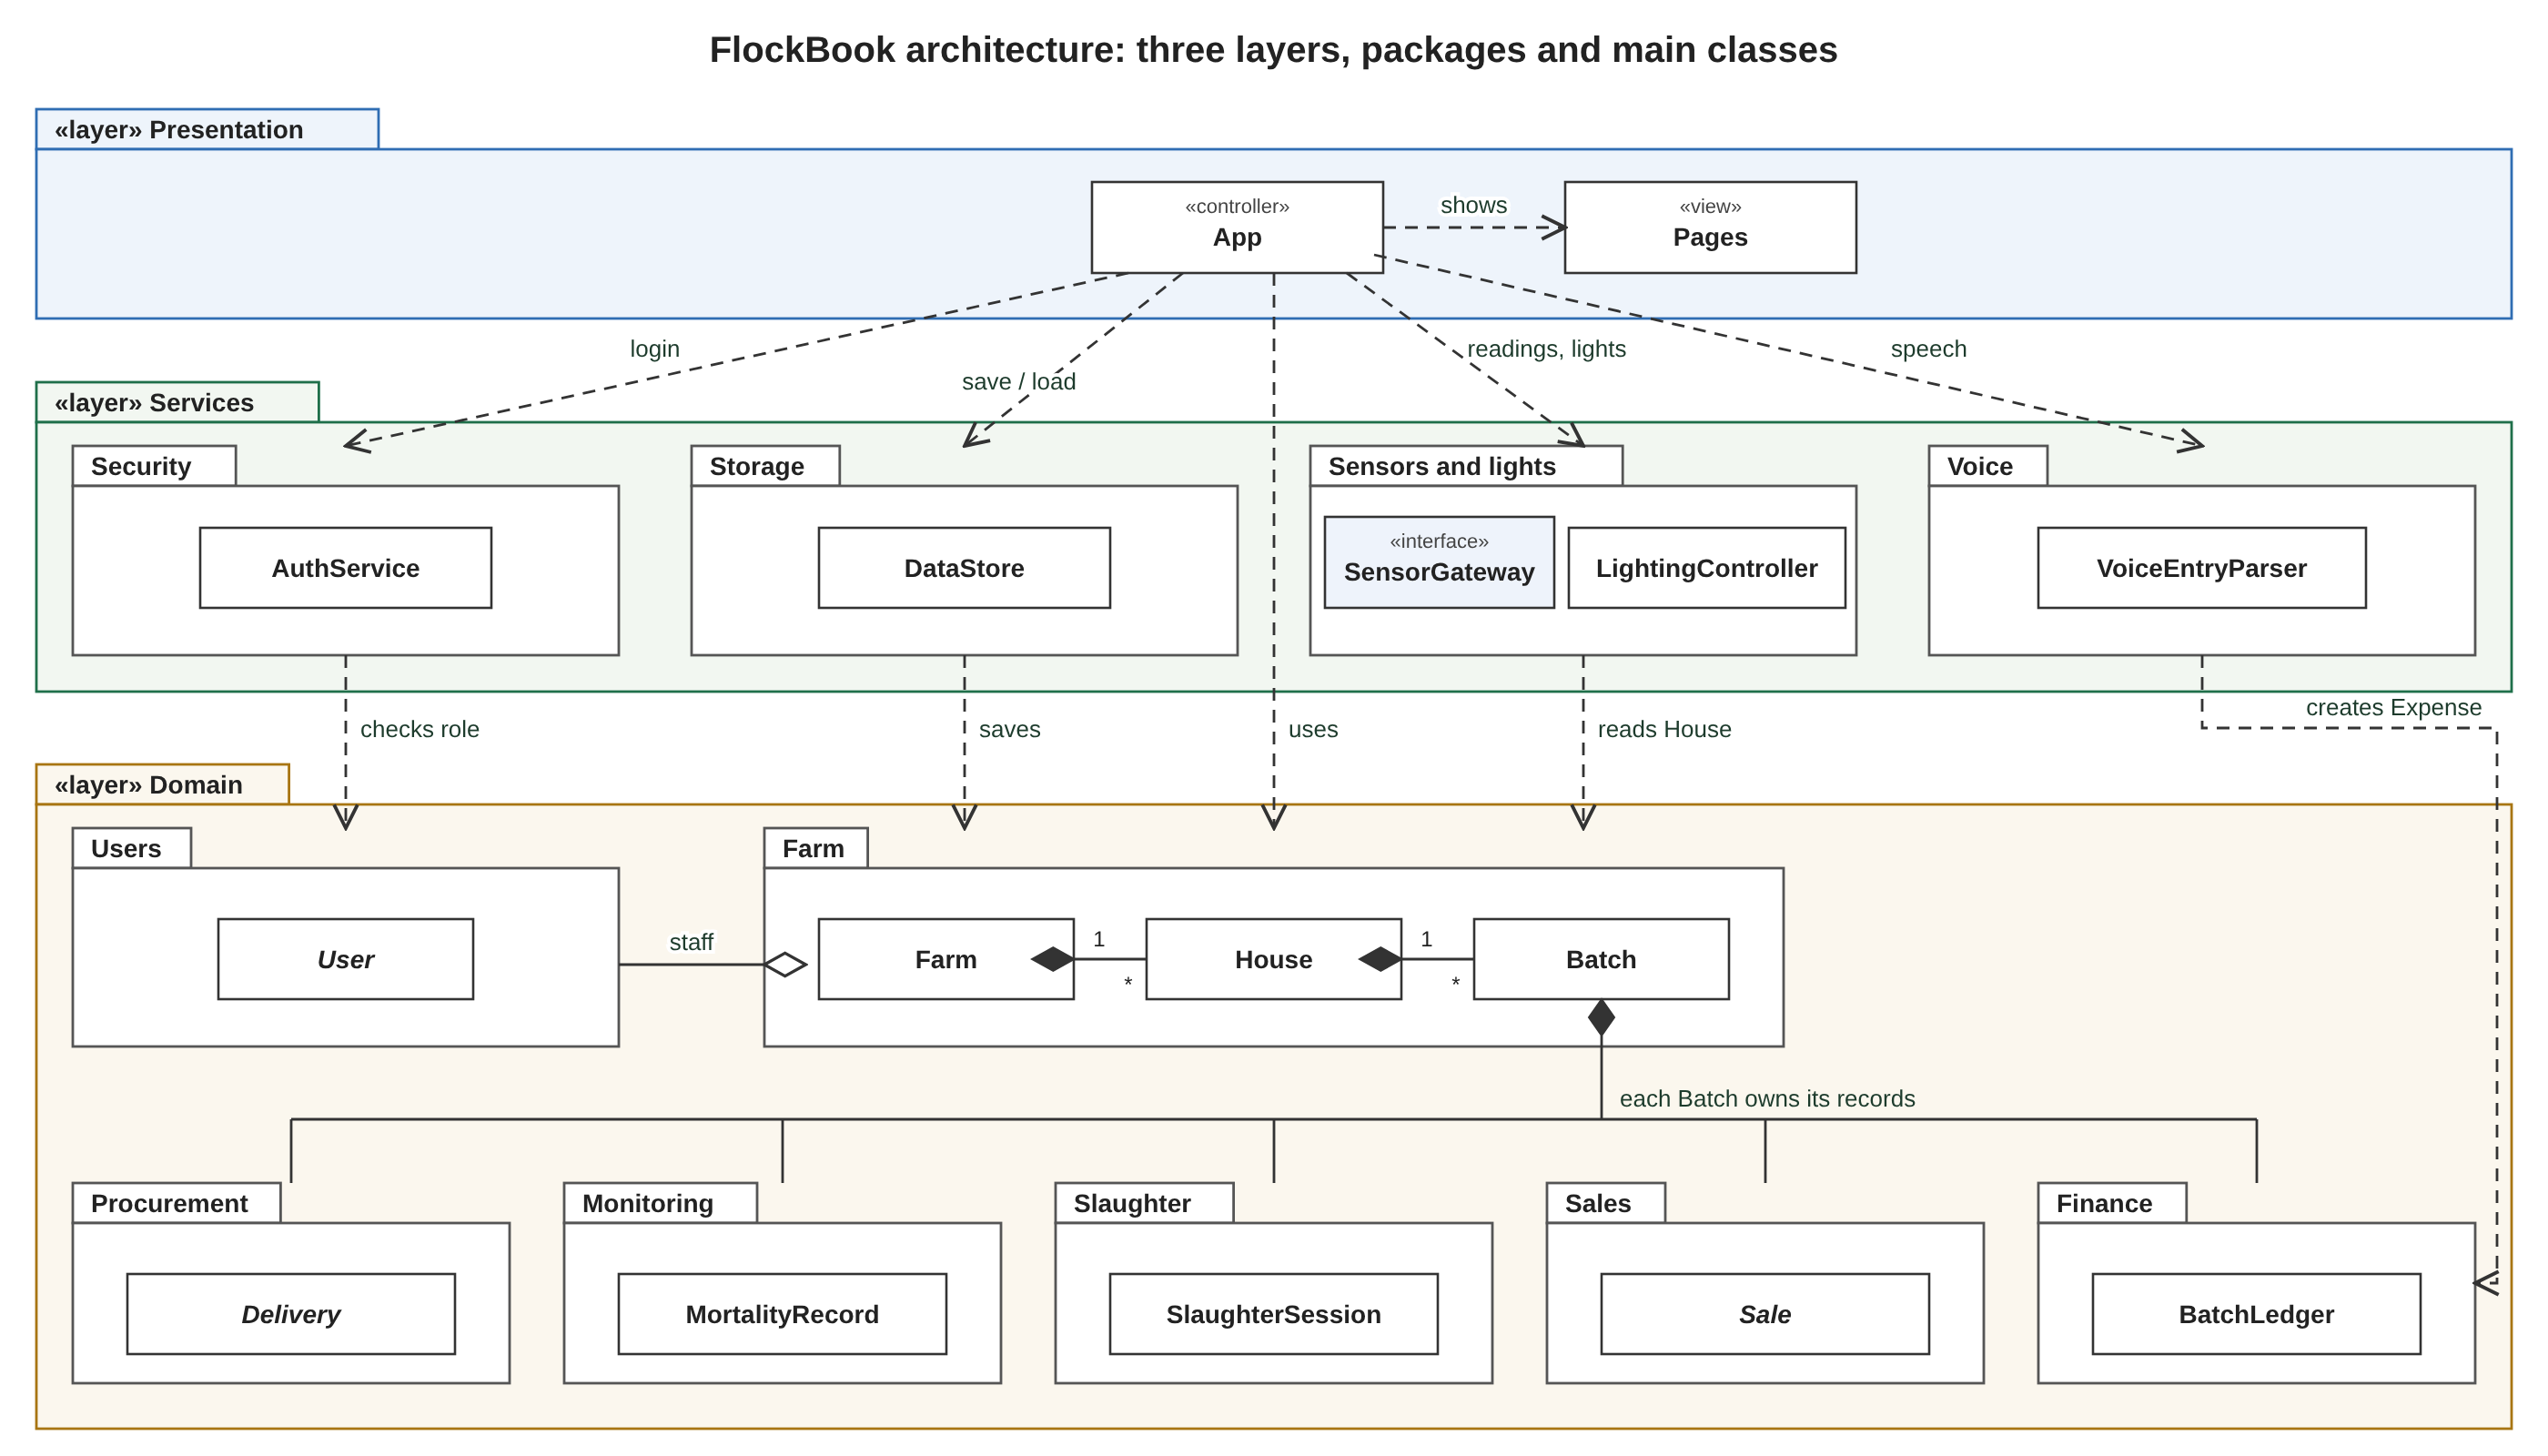 FlockBook architecture: three layers, packages and main classes
«layer» Presentation
«controller»
App
shows
«view»
Pages
login
save / load
readings, lights
speech
«layer» Services
Security
AuthService
Storage
DataStore
Sensors and lights
«interface»
SensorGateway
LightingController
Voice
VoiceEntryParser
checks role
saves
uses
reads House
creates Expense
«layer» Domain
Users
User
staff
Farm
Farm
1
*
House
1
*
Batch
each Batch owns its records
Procurement
Delivery
Monitoring
MortalityRecord
Slaughter
SlaughterSession
Sales
Sale
Finance
BatchLedger